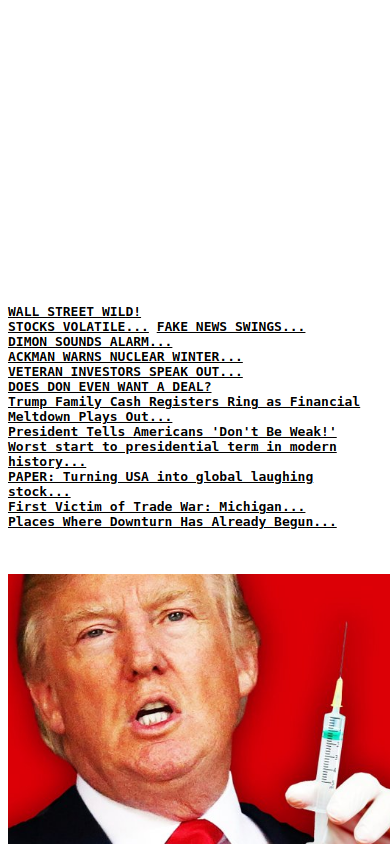 WALL STREET WILD!
STOCKS VOLATILE... FAKE NEWS SWINGS...
DIMON SOUNDS ALARM...
ACKMAN WARNS NUCLEAR WINTER...
VETERAN INVESTORS SPEAK OUT...
DOES DON EVEN WANT A DEAL?
Trump Family Cash Registers Ring as Financial
Meltdown Plays Out...
President Tells Americans 'Don't Be Weak!'
Worst start to presidential term in modern
history...
PAPER: Turning USA into global laughing
stock...
First Victim of Trade War: Michigan...
Places Where Downturn Has Already Begun...